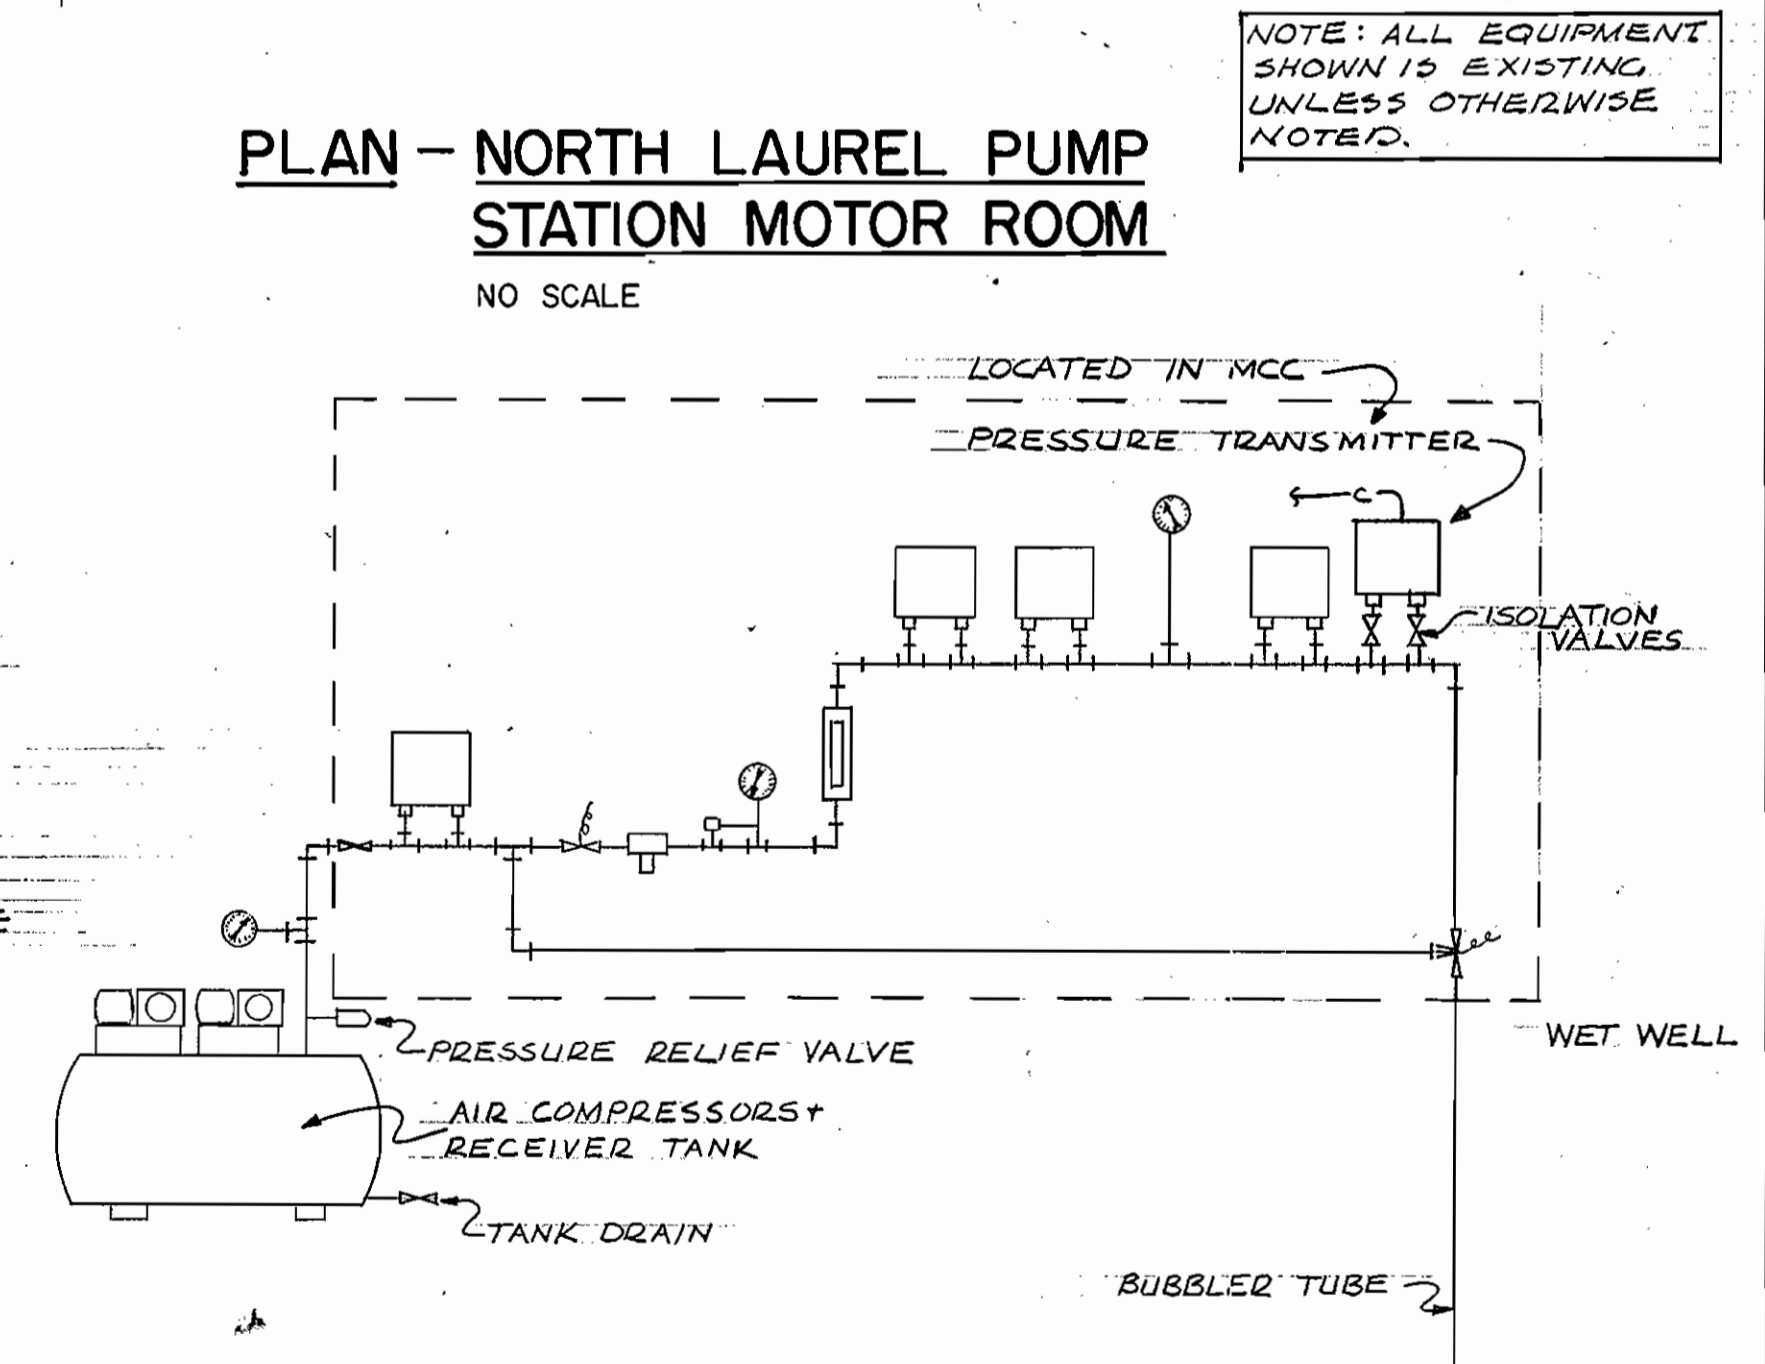 NOTE: ALL EQUIPMENT
SHOWN IS EXISTING
UNLESS OTHERWISE
NOTED.
PLAN - NORTH LAUREL PUMP
STATION MOTOR ROOM
NO SCALE
LOCATED IN MCC
PRESSURE TRANSMITTER
C
ISOLATION
VALVES
WET WELL
PRESSURE RELIEF VALVE
AIR COMPRESSORS +
RECEIVER TANK
TANK DRAIN
BUBBLER TUBE